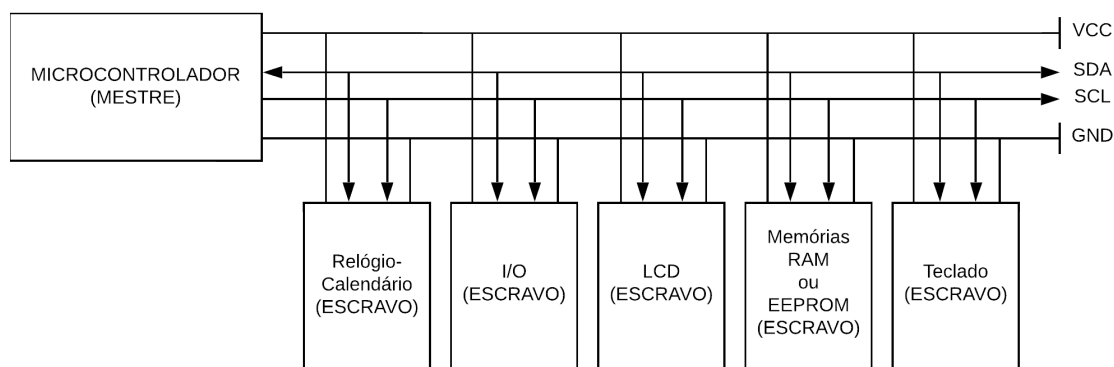 MICROCONTROLADOR
(MESTRE)
VCC
SDA
SCL
GND
Relógio-
Calendário
(ESCRAVO)
I/O
(ESCRAVO)
LCD
(ESCRAVO)
Memórias
RAM
ou
EEPROM
(ESCRAVO)
Teclado
(ESCRAVO)